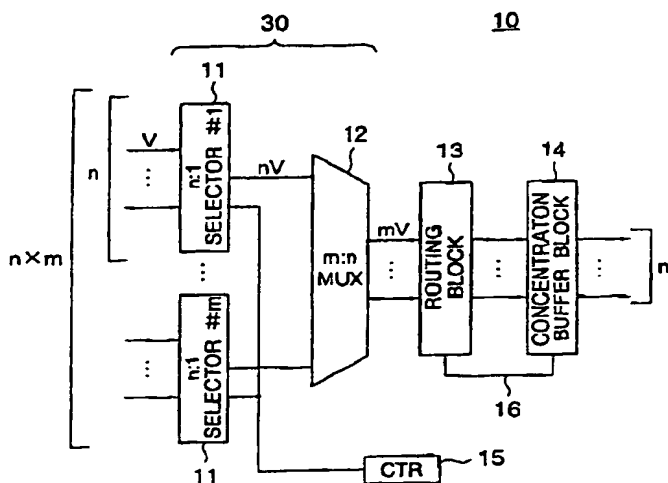 30
10
11
n:1
SELECTOR #1
V
nV
n
n×m
12
m:n
MUX
mV
13
ROUTING
BLOCK
14
CONCENTRATON
BUFFER BLOCK
n
n:1
SELECTOR #m
11
16
CTR
15